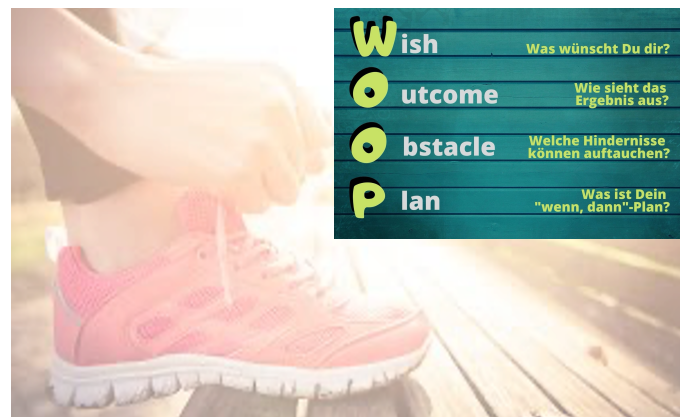 Wish
Was wünscht Du dir?
Outcome
Wie sieht das
Ergebnis aus?
Obstacle
Welche Hindernisse
können auftauchen?
Plan
Was ist Dein
"wenn, dann"-Plan?